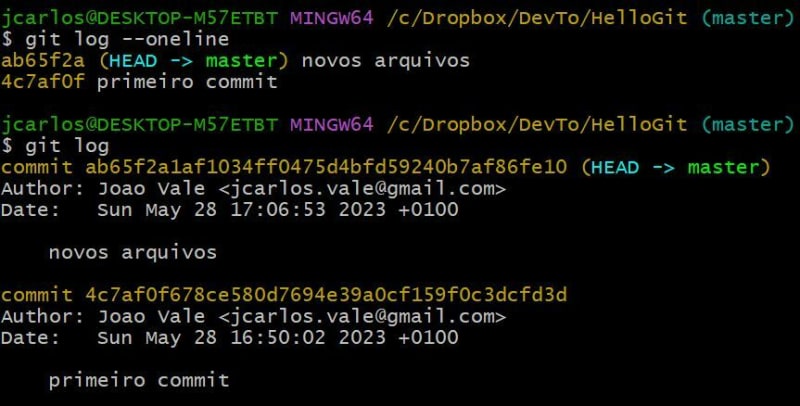 jcarlos@DESKTOP-M57ETBT MINGW64 /c/Dropbox/DevTo/HelloGit (master)
$ git log --oneline
ab65f2a (HEAD -> master) novos arquivos
4c7af0f primeiro commit
jcarlos@DESKTOP-M57ETBT MINGW64 /c/Dropbox/DevTo/HelloGit (master)
$ git log
commit ab65f2a1af1034ff0475d4bfd59240b7af86fe10 (HEAD -> master)
Author: Joao Vale <jcarlos.vale@gmail.com>
Date:   Sun May 28 17:06:53 2023 +0100
novos arquivos
commit 4c7af0f678ce580d7694e39a0cf159f0c3dcfd3d
Author: Joao Vale <jcarlos.vale@gmail.com>
Date:   Sun May 28 16:50:02 2023 +0100
primeiro commit